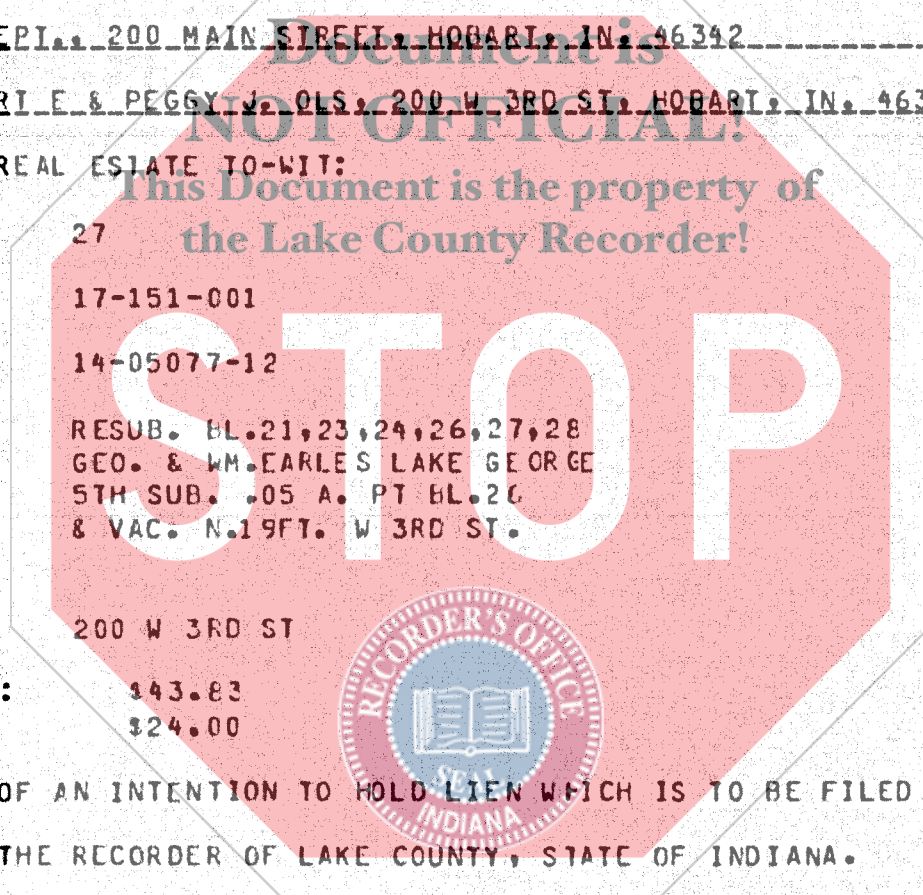 EPT., 200 MAIN STREET, HOBART, IN. 46342
Document is
RT E & PEGGY J. OLS, 200 W 3RD ST, HOBART, IN. 463
NOT OFFICIAL!
REAL ESTATE TO-WIT:
This Document is the property of
27
the Lake County Recorder!
17-151-001
STOP
14-05077-12
RESUB. BL.21,23,24,26,27,28
GEO. & WM.EARLES LAKE GEORGE
5TH SUB. .05 A. PT BL.26
& VAC. N.19FT. W 3RD ST.
200 W 3RD ST
RECORDER'S OFFICE
: $43.83
$24.00
SEAL
OF AN INTENTION TO HOLD LIEN WHICH IS TO BE FILED
INDIANA
THE RECORDER OF LAKE COUNTY, STATE OF INDIANA.